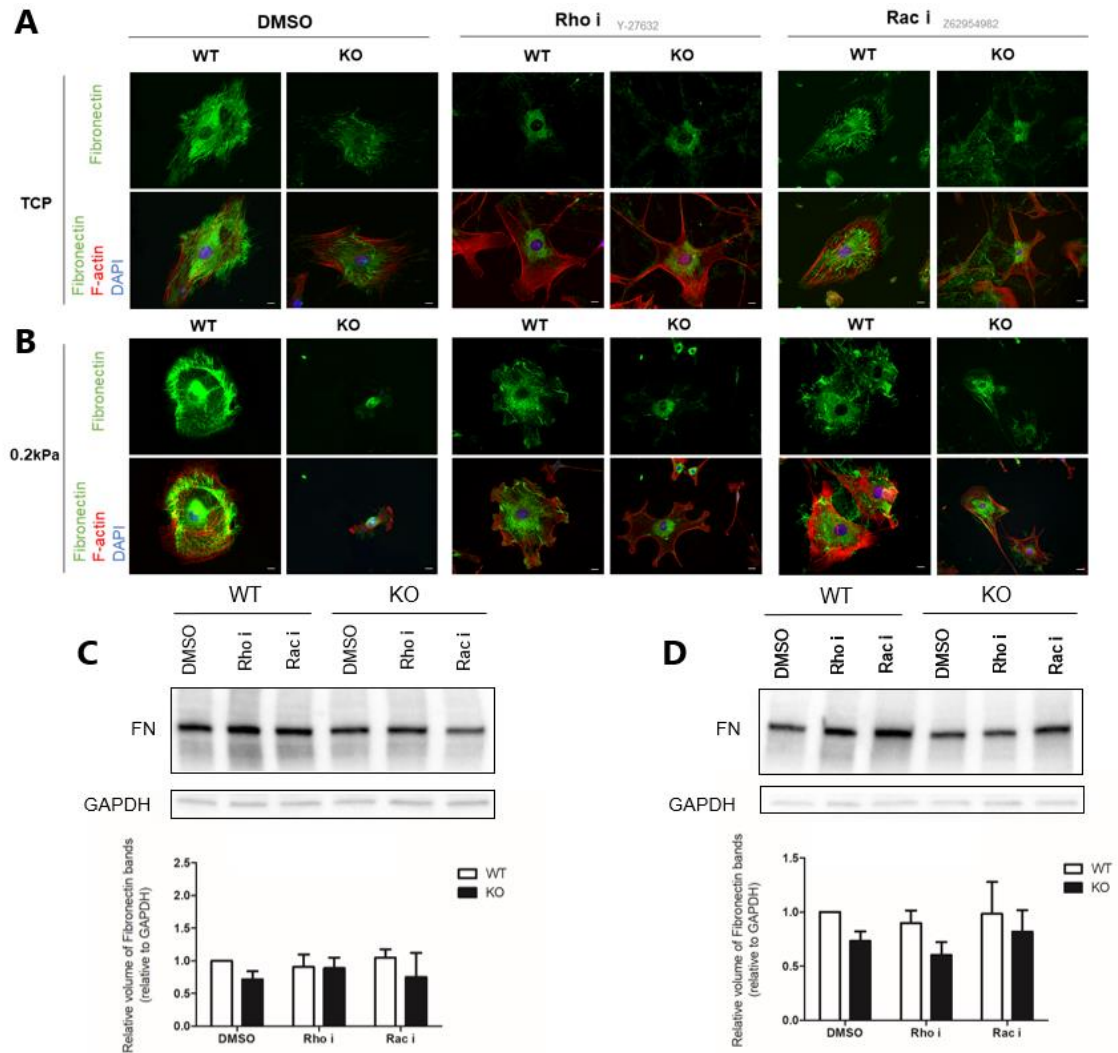 A
DMSO
Rho i Y-27632
Rac i Z62954982
WT KO WT KO WT KO
TCP
Fibronectin
Fibronectin
F-actin
DAPI
B
WT KO WT KO WT KO
0.2kPa
Fibronectin
Fibronectin
F-actin
DAPI
C
WT KO
DMSO Rho i Rac i DMSO Rho i Rac i
FN
GAPDH
Relative volume of Fibronectin bands
(relative to GAPDH)
2.5
2.0
1.5
1.0
0.5
0.0
DMSO Rho i Rac i
WT
KO
D
WT KO
DMSO Rho i Rac i DMSO Rho i Rac i
FN
GAPDH
Relative volume of Fibronectin bands
(relative to GAPDH)
1.5
1.0
0.5
0.0
DMSO Rho i Rac i
WT
KO